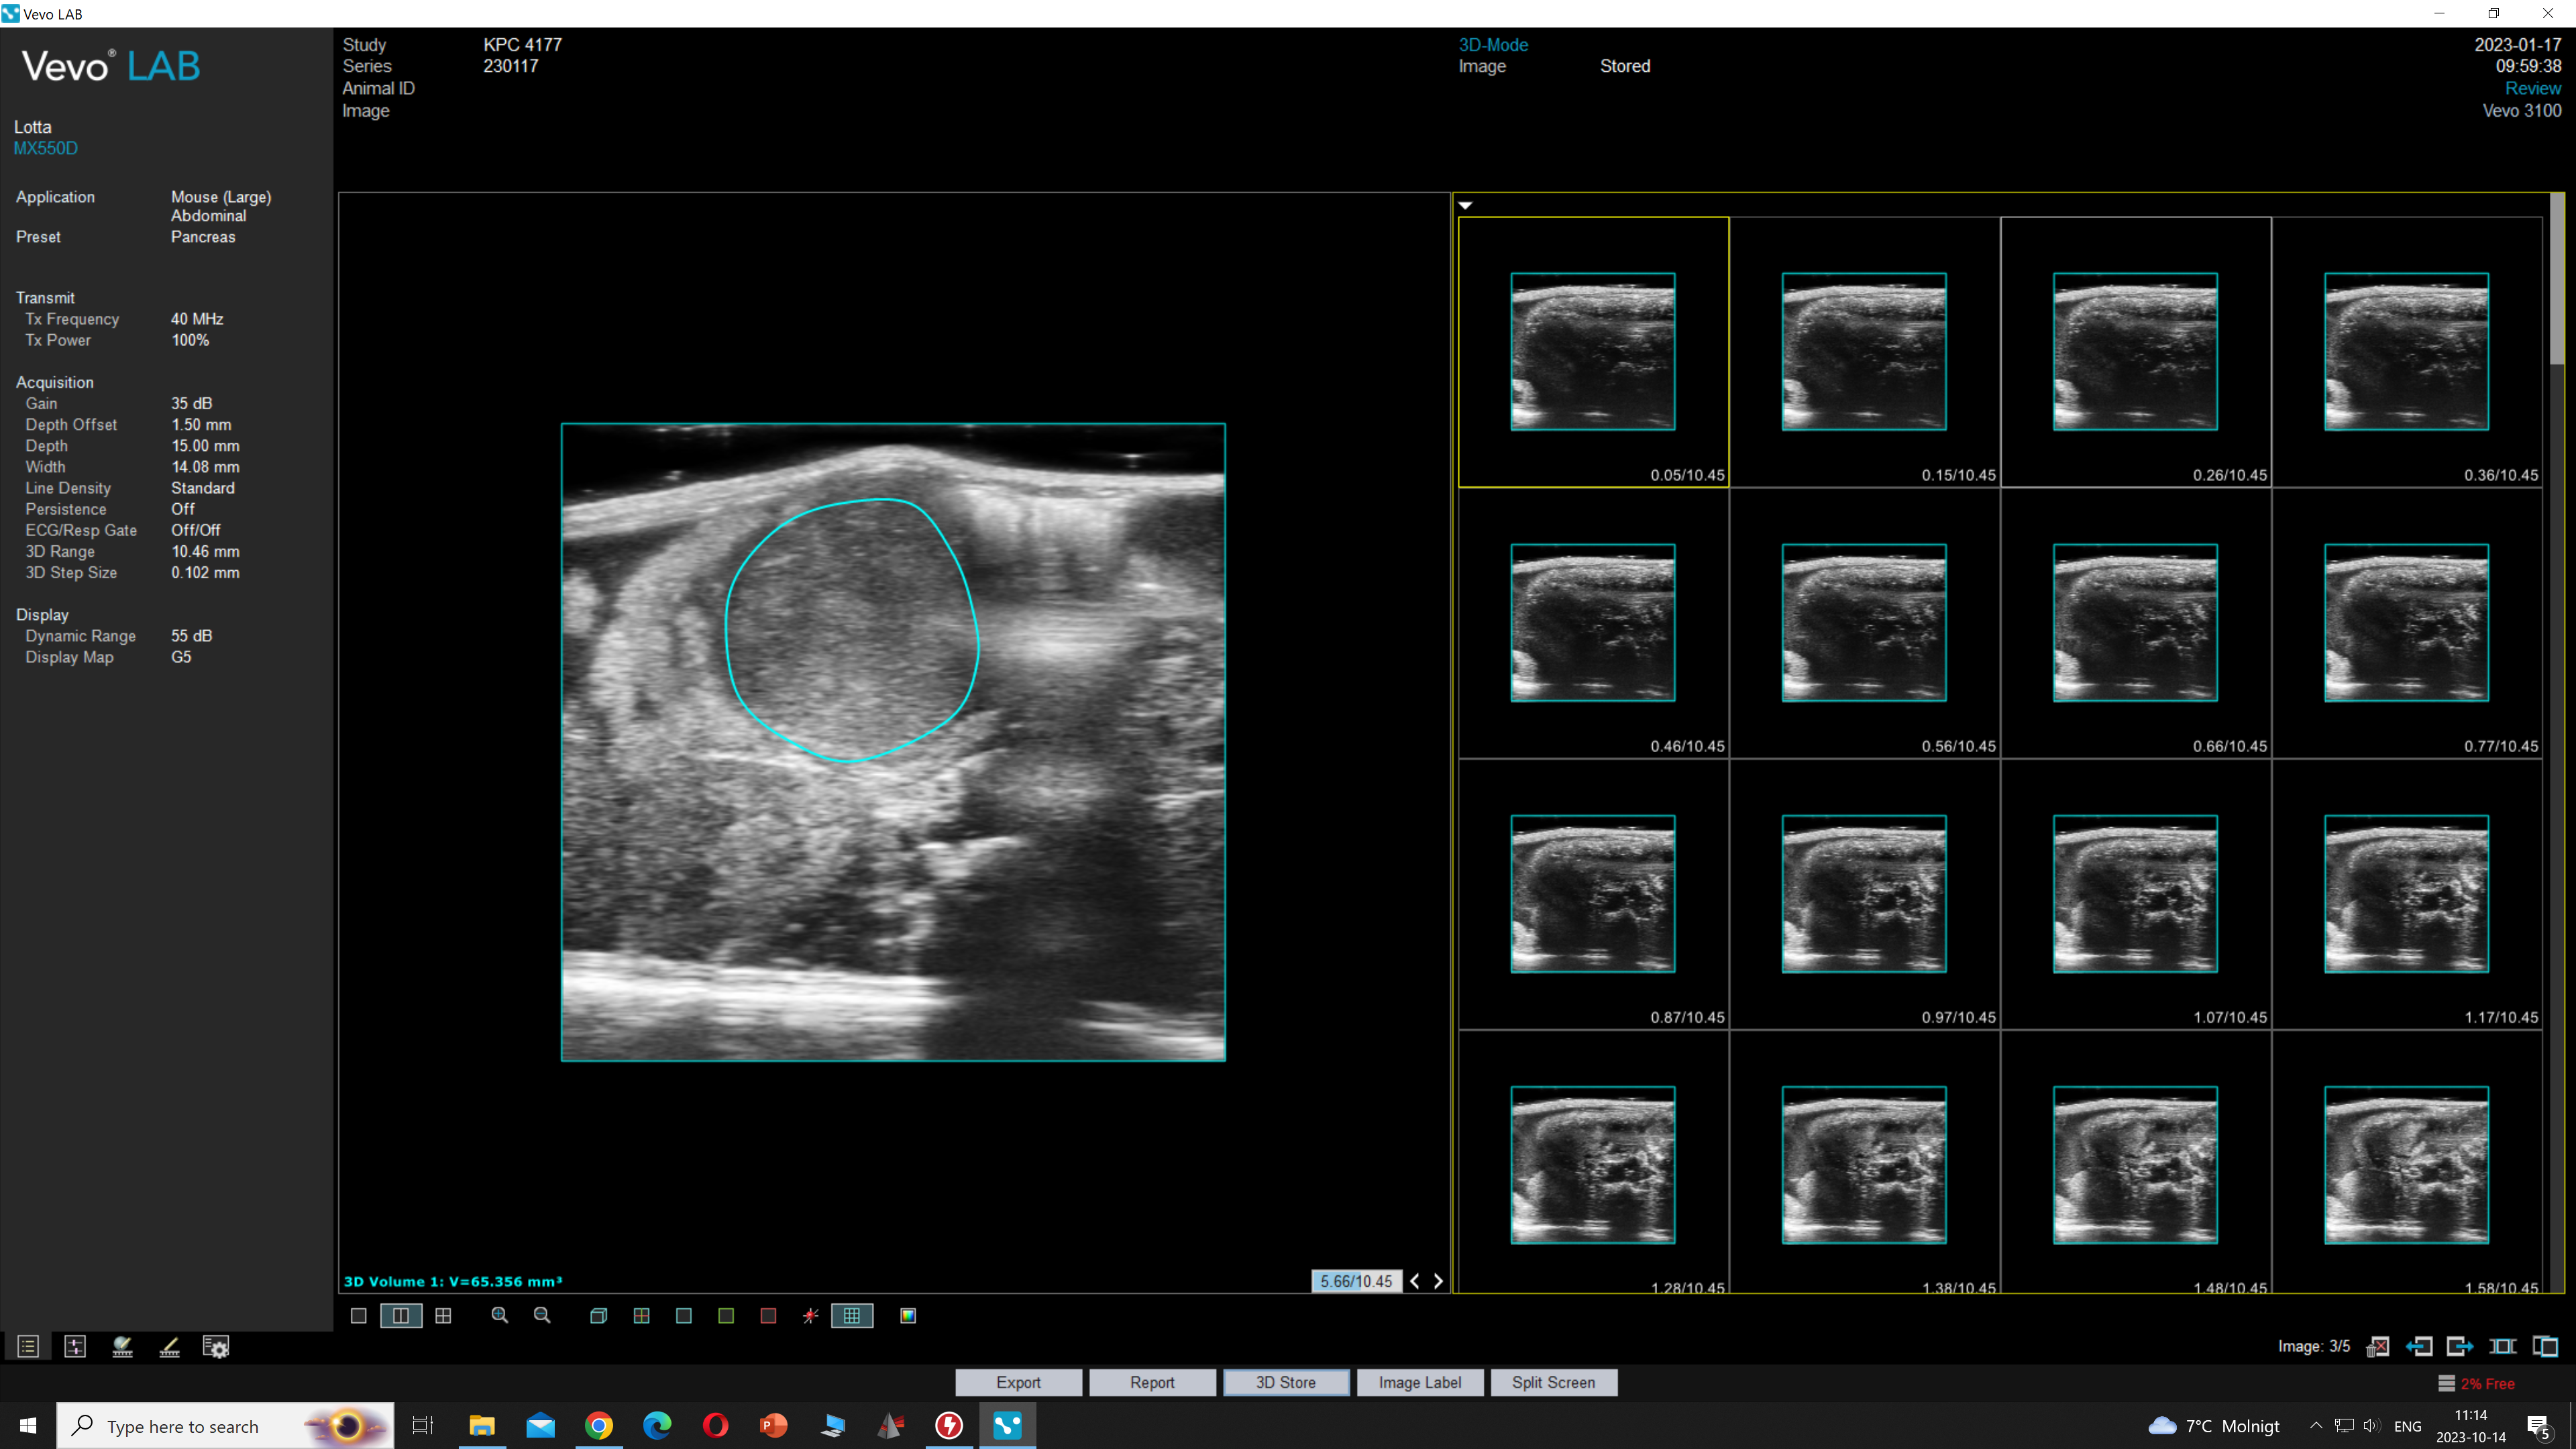 Vevo LAB
Vevo® LAB
Study KPC 4177
Series 230117
Animal ID
Image
3D-Mode
Image Stored
2023-01-17
09:59:38
Review
Vevo 3100
Lotta
MX550D
Application Mouse (Large)
Abdominal
Preset Pancreas
Transmit
Tx Frequency 40 MHz
Tx Power 100%
Acquisition
Gain 35 dB
Depth Offset 1.50 mm
Depth 15.00 mm
Width 14.08 mm
Line Density Standard
Persistence Off
ECG/Resp Gate Off/Off
3D Range 10.46 mm
3D Step Size 0.102 mm
Display
Dynamic Range 55 dB
Display Map G5
0.05/10.45 0.15/10.45 0.26/10.45 0.36/10.45
0.46/10.45 0.56/10.45 0.66/10.45 0.77/10.45
0.87/10.45 0.97/10.45 1.07/10.45 1.17/10.45
1.28/10.45 1.38/10.45 1.48/10.45 1.58/10.45
3D Volume 1: V=65.356 mm³
5.66/10.45
Image: 3/5
Export Report 3D Store Image Label Split Screen
2% Free
Type here to search
P
7°C Molnigt
ENG
11:14
2023-10-14
5